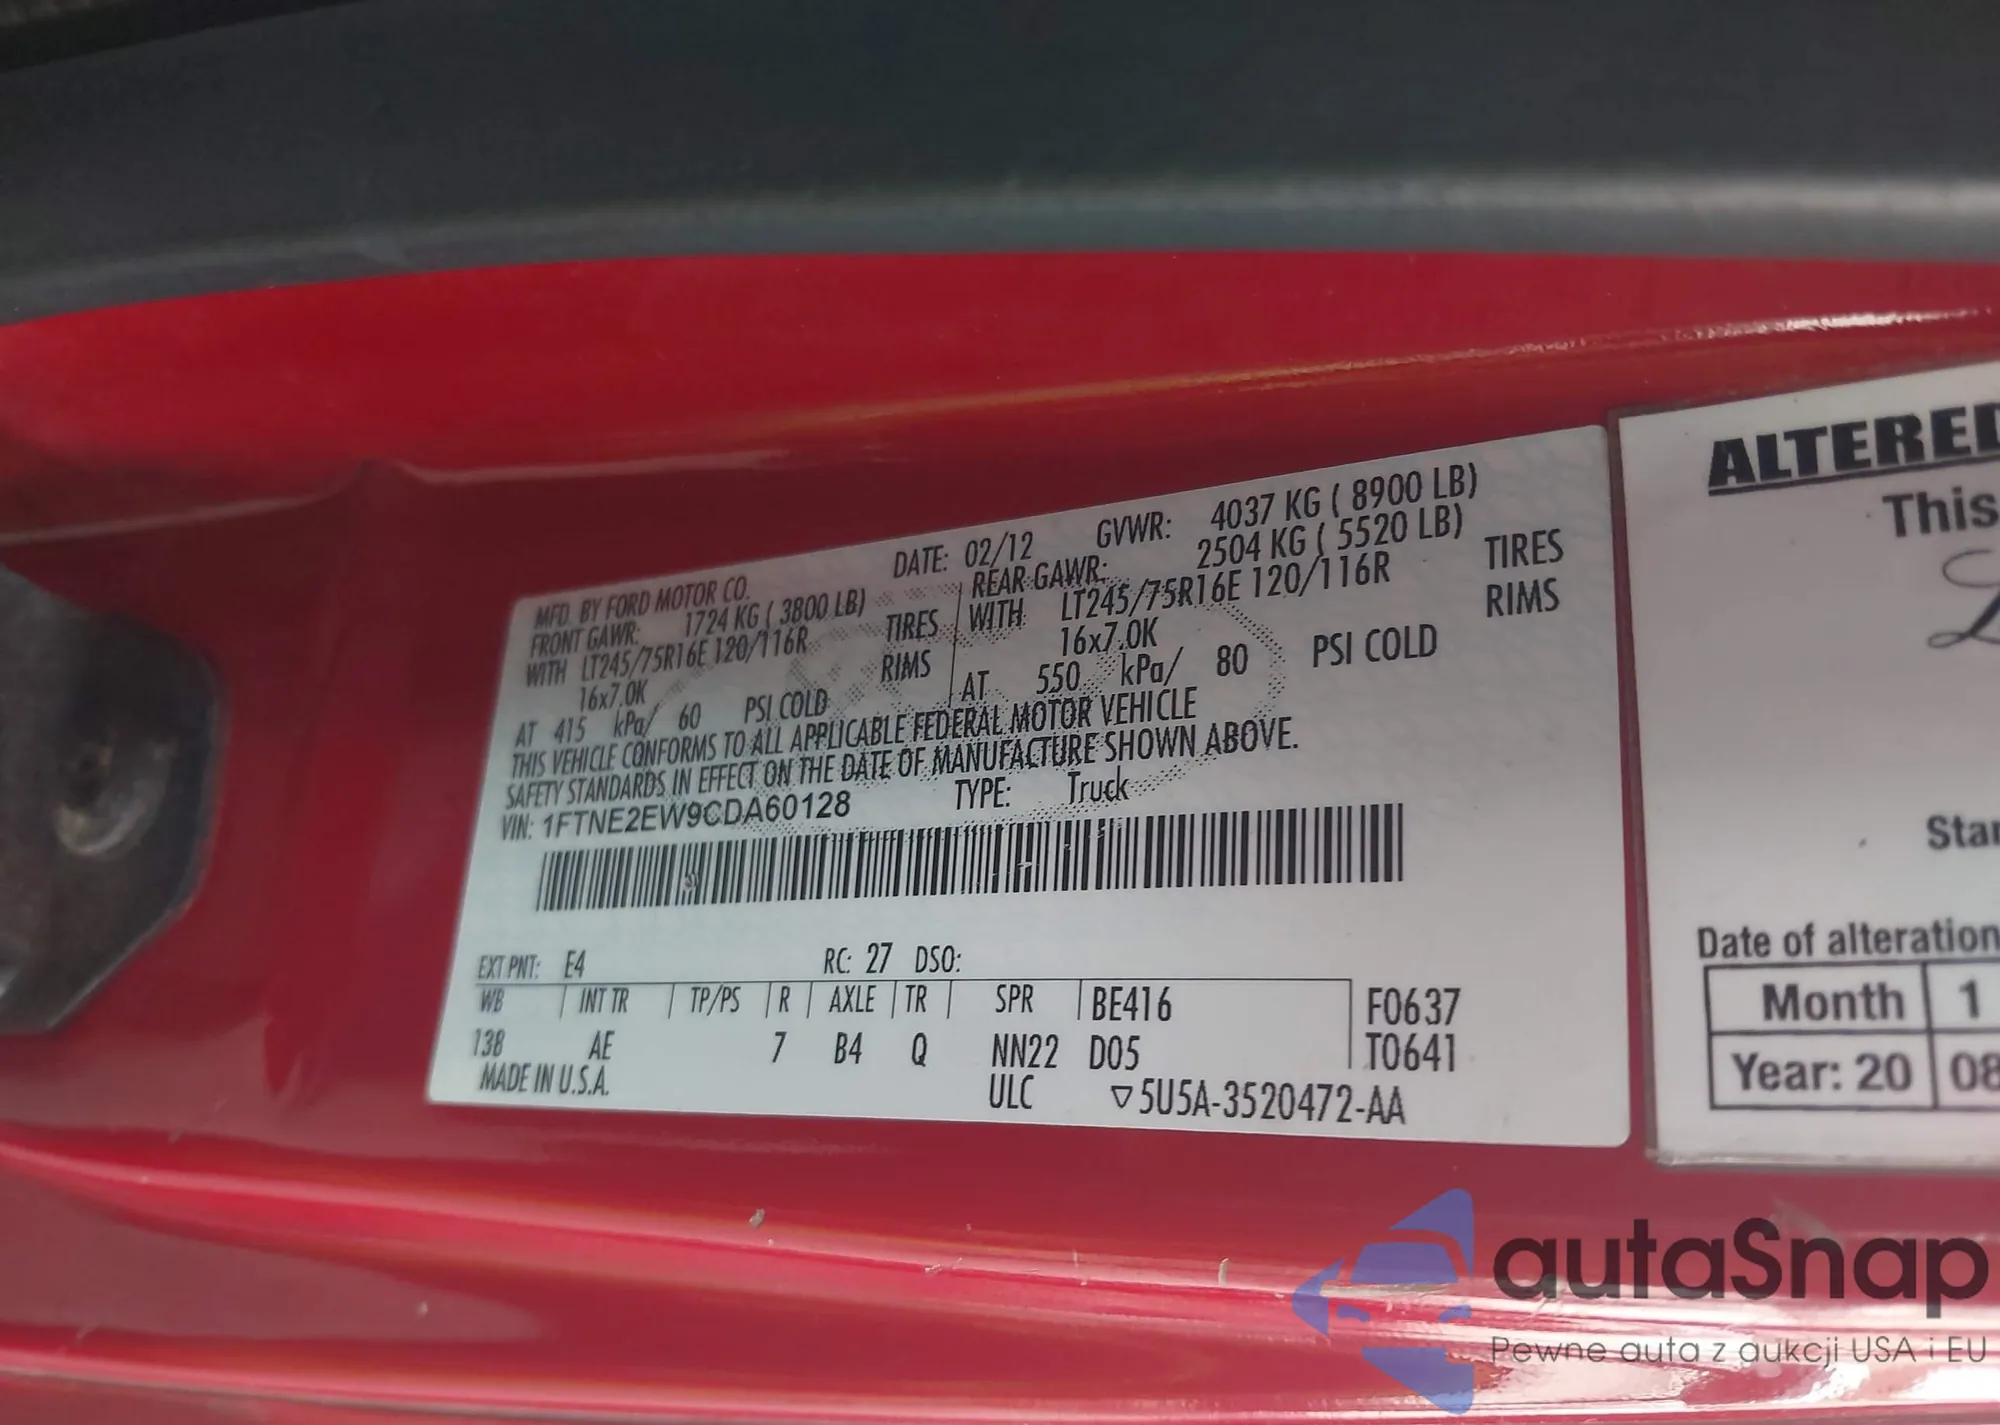 MFD. BY FORD MOTOR CO.
DATE: 02/12
GVWR: 4037 KG ( 8900 LB)
FRONT GAWR: 1724 KG ( 3800 LB)
REAR GAWR: 2504 KG ( 5520 LB)
WITH LT245/75R16E 120/116R TIRES
WITH LT245/75R16E 120/116R TIRES
16x7.0K RIMS
16x7.0K RIMS
AT 415 kPa/ 60 PSI COLD
AT 550 kPa/ 80 PSI COLD
THIS VEHICLE CONFORMS TO ALL APPLICABLE FEDERAL MOTOR VEHICLE
SAFETY STANDARDS IN EFFECT ON THE DATE OF MANUFACTURE SHOWN ABOVE.
VIN: 1FTNE2EW9CDA60128
TYPE: Truck
EXT PNT: E4 RC: 27 DSO:
WB INT TR TP/PS R AXLE TR SPR BE416 F0637
138 AE 7 B4 Q NN22 D05 T0641
MADE IN U.S.A. ULC ▽5U5A-3520472-AA
ALTERED
This
Date of alteration
Month 1
Year: 20 08
autaSnap
Pewne auta z aukcji USA i EU